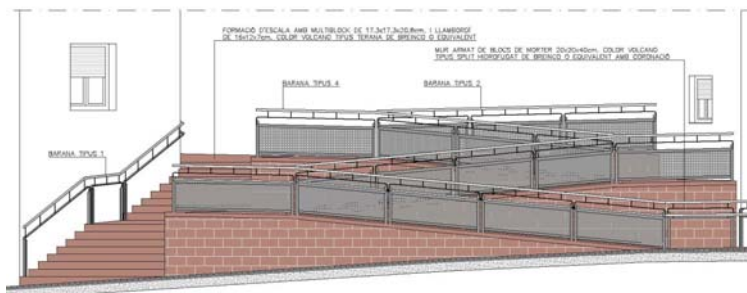 FORMACIÓ D'ESCALA AMB MULTIBLOCK DE 17,3x17,3x20,8cm. I LLAMBORDÍ
DE 16x12x7cm. COLOR VOLCANO TIPUS TERANA DE BREINCO O EQUIVALENT
MUR ARMAT DE BLOCS DE MORTER 20x20x40cm. COLOR VOLCANO
TIPUS SPLIT HIDROFUGAT DE BREINCO O EQUIVALENT AMB CORONACIÓ
BARANA TIPUS 4
BARANA TIPUS 2
BARANA TIPUS 1